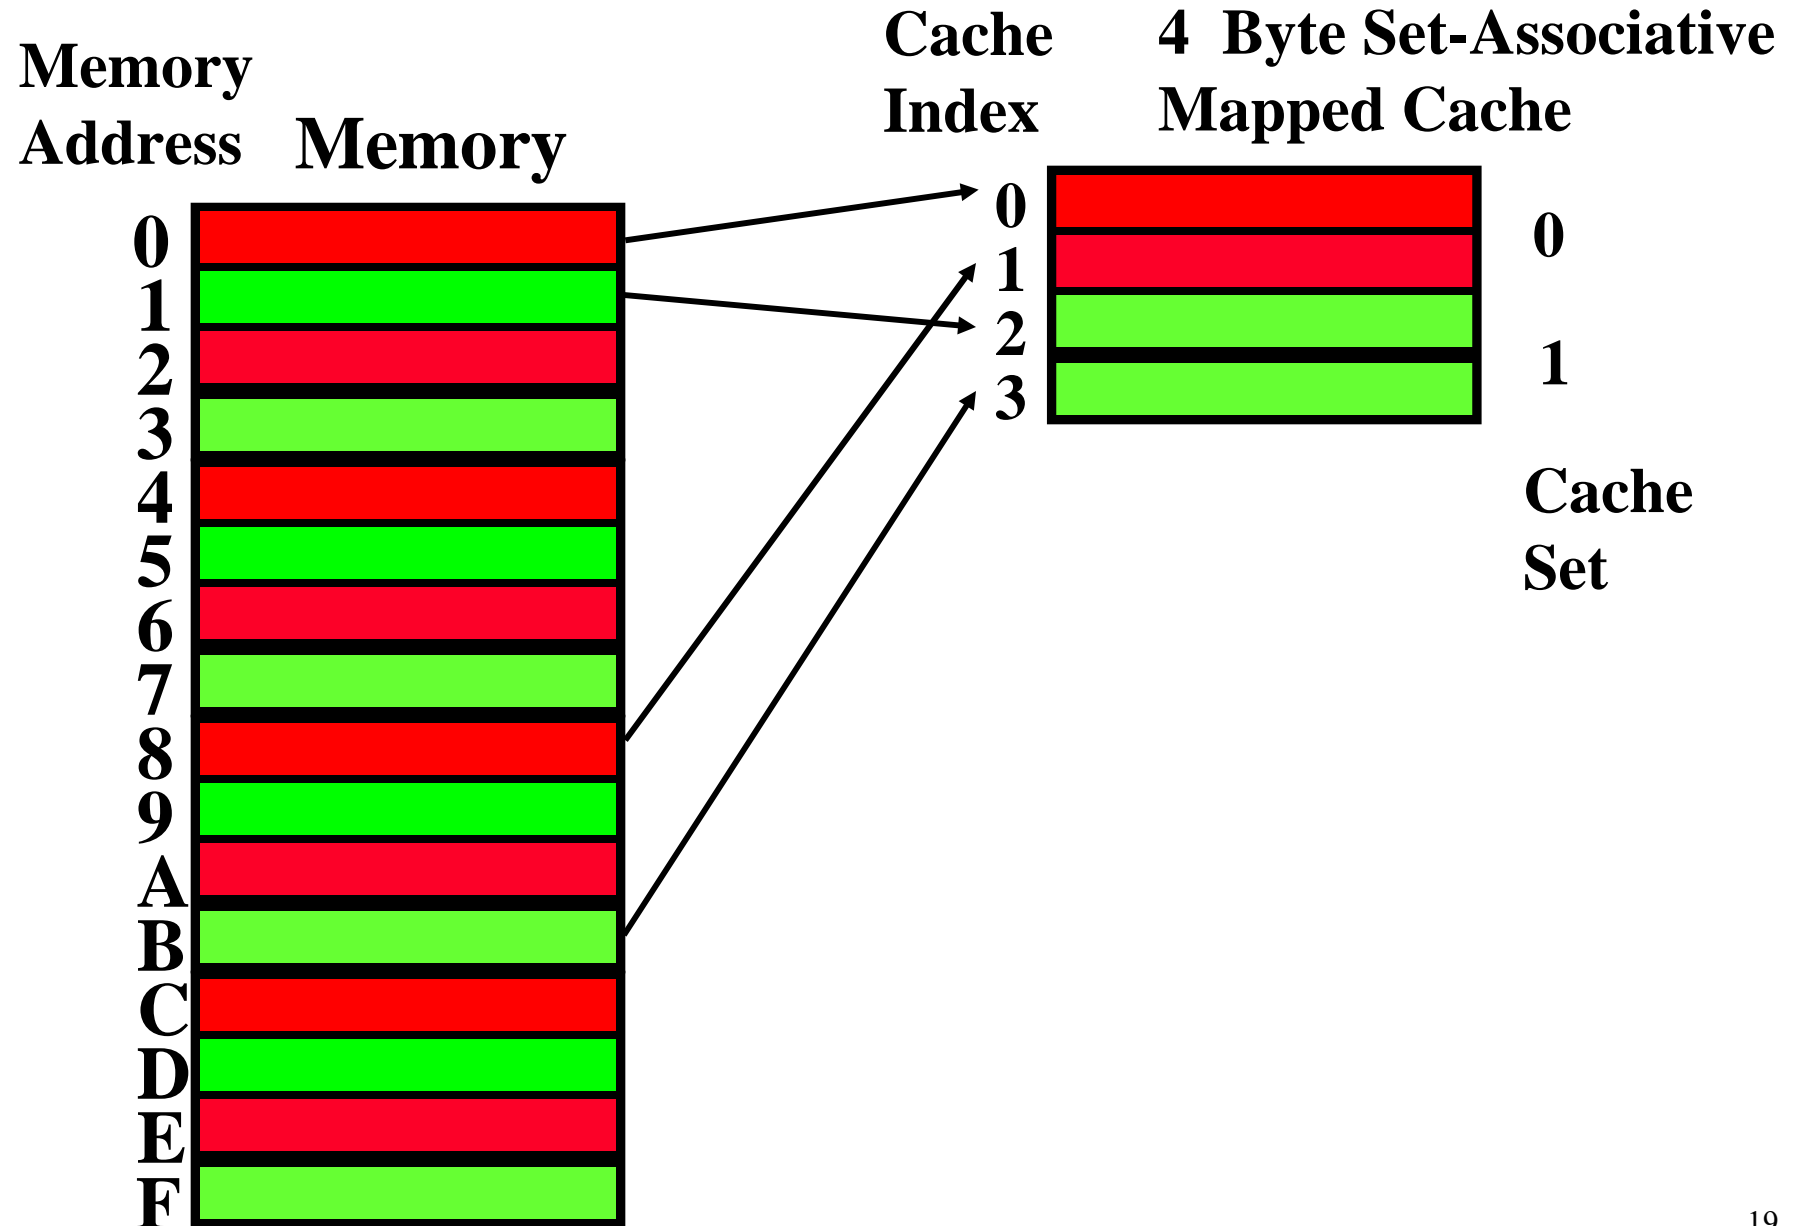 Memory
Address
Memory
0
1
2
3
4
5
6
7
8
9
A
B
C
D
E
F
Cache
Index
4 Byte Set-Associative
Mapped Cache
0
1
2
3
0
1
Cache
Set
19